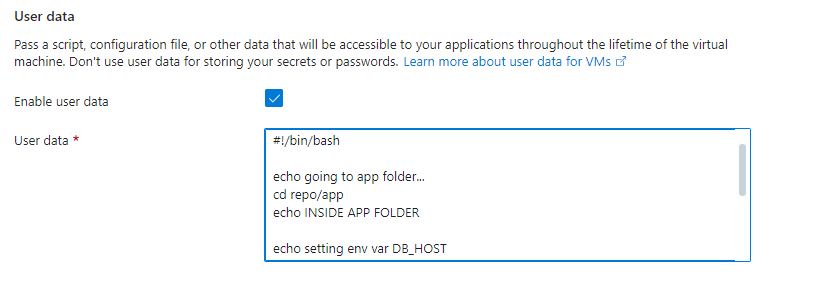 User data
Pass a script, configuration file, or other data that will be accessible to your applications throughout the lifetime of the virtual
machine. Don't use user data for storing your secrets or passwords. Learn more about user data for VMs
Enable user data
User data *
#!/bin/bash
echo going to app folder...
cd repo/app
echo INSIDE APP FOLDER
echo setting env var DB_HOST